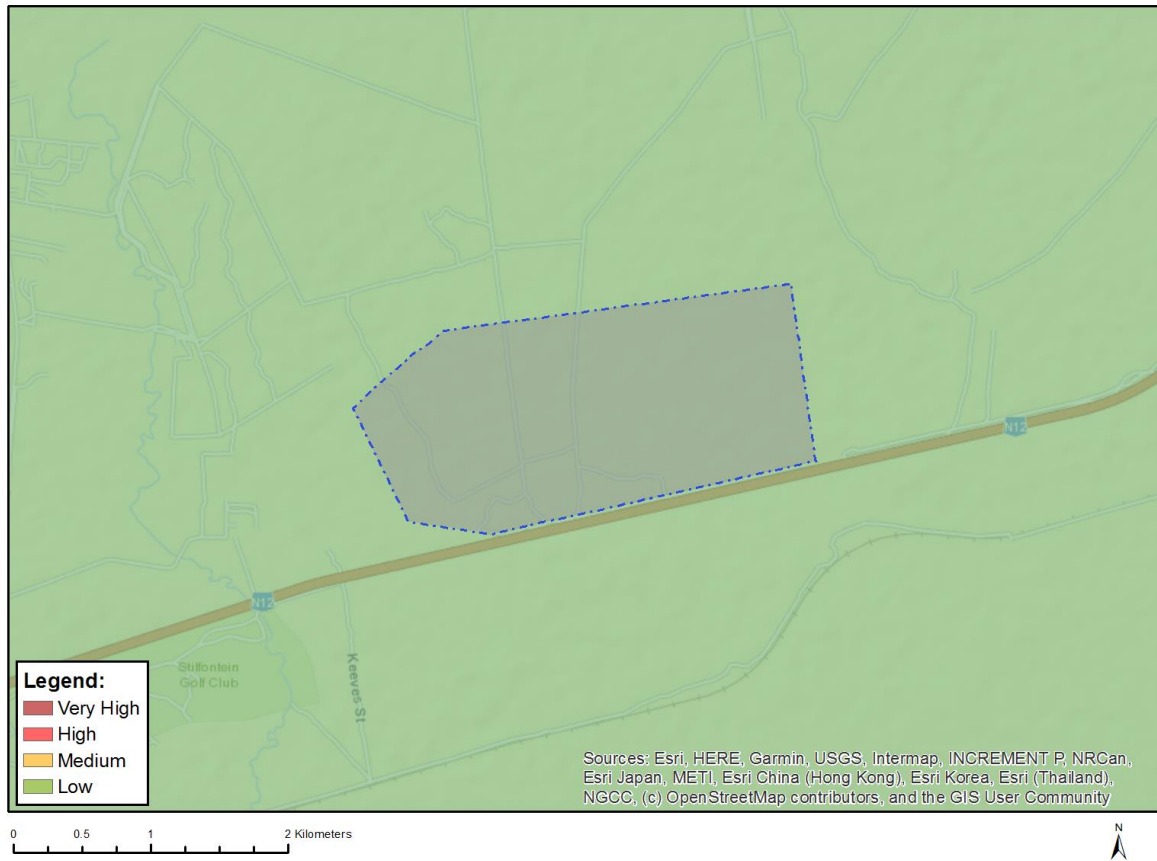 N12
N12
Stilfontein
Golf Club
Keeves St
Legend:
Very High
High
Medium
Low
Sources: Esri, HERE, Garmin, USGS, Intermap, INCREMENT P, NRCan,
Esri Japan, METI, Esri China (Hong Kong), Esri Korea, Esri (Thailand),
NGCC, (c) OpenStreetMap contributors, and the GIS User Community
0 0.5 1 2 Kilometers
N